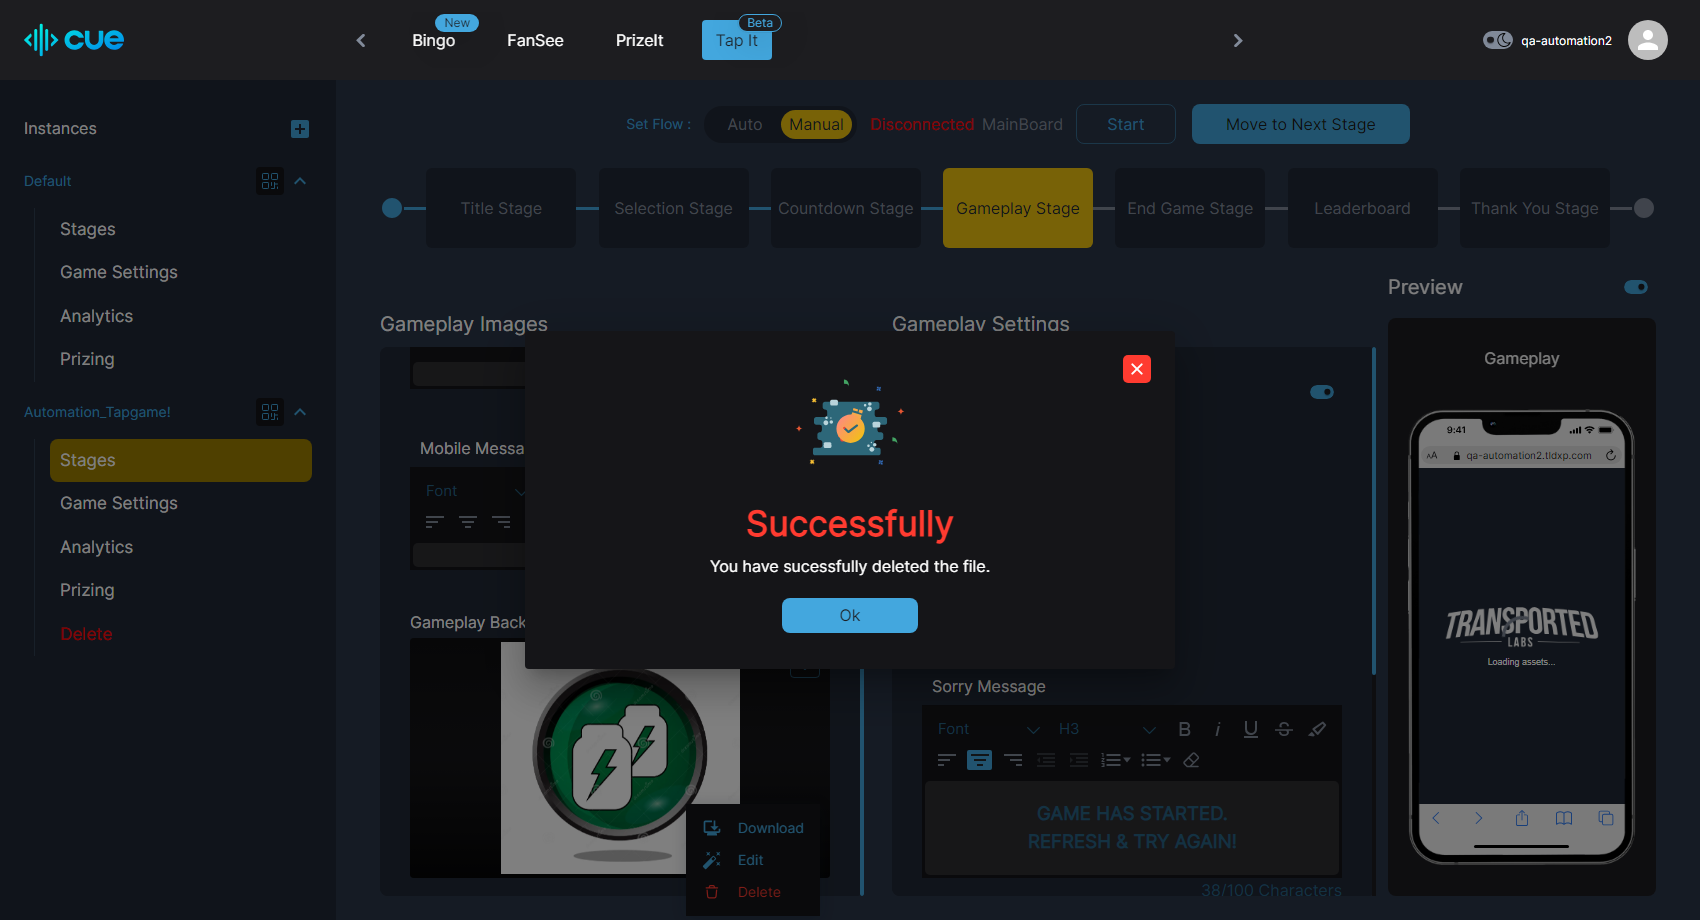 cue
Bingo
New
FanSee
PrizeIt
Tap It
Beta
qa-automation2
Instances
Default
Stages
Game Settings
Analytics
Prizing
Automation_Tapgame!
Stages
Game Settings
Analytics
Prizing
Delete
Set Flow :
Auto
Manual
Disconnected
MainBoard
Start
Move to Next Stage
Title Stage
Selection Stage
Countdown Stage
Gameplay Stage
End Game Stage
Leaderboard
Thank You Stage
Gameplay Images
Mobile Messa
Font
Gameplay Back
Download
Edit
Delete
Successfully
You have sucessfully deleted the file.
Ok
Gameplay Settings
Sorry Message
Font
H3
B i U S
GAME HAS STARTED.
REFRESH & TRY AGAIN!
38/100 Characters
Preview
Gameplay
9:41
AA
qa-automation2.tldxp.com
TRANSPORTED
LABS
Loading assets...